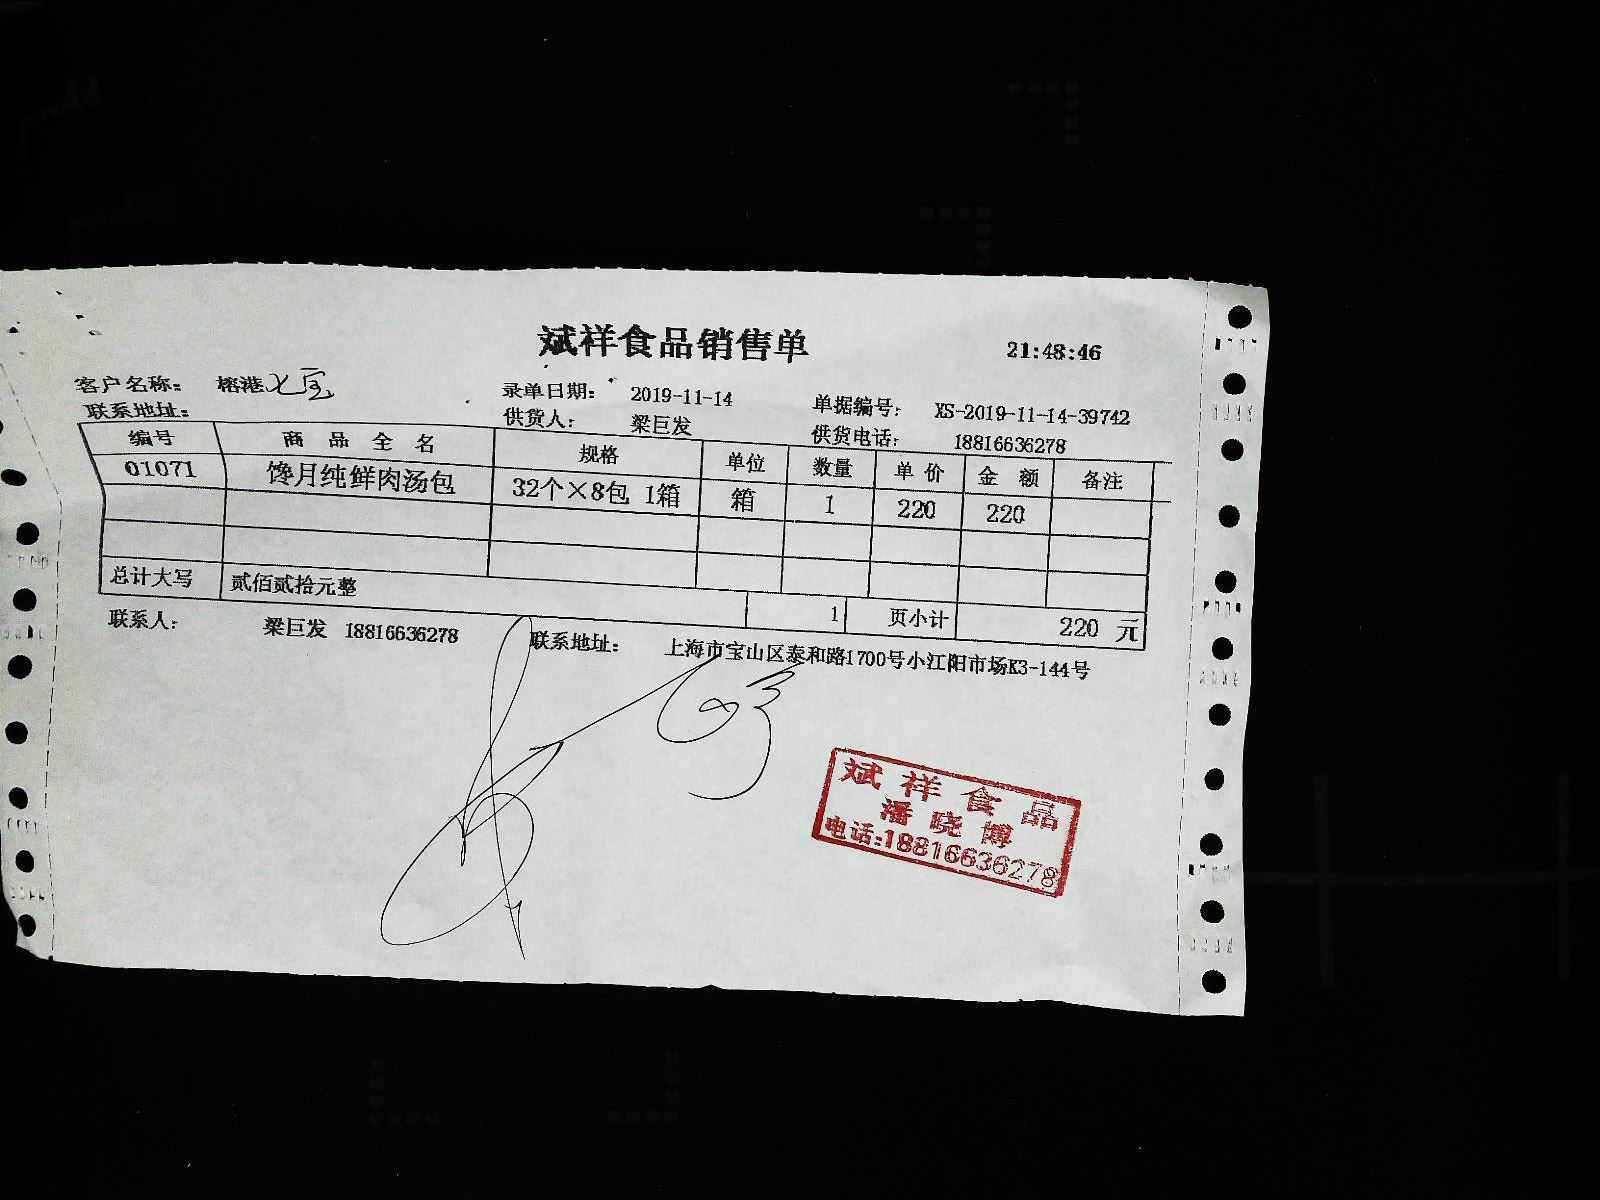 斌祥食品销售单
21:48:46
客户名称： 榕港七宝 录单日期： 2019-11-14 单据编号： XS-2019-11-14-39742
联系地址： 供货人： 梁巨发 供货电话： 18816636278
编号 商品全名 规格 单位 数量 单价 金额 备注
01071 馋月纯鲜肉汤包 32个×8包 1箱 箱 1 220 220
总计大写 贰佰贰拾元整 1 页小计 220 元
联系人： 梁巨发 18816636278 联系地址： 上海市宝山区泰和路1700号小江阳市场K3-144号
斌祥食品
潘晓博
电话:18816636278